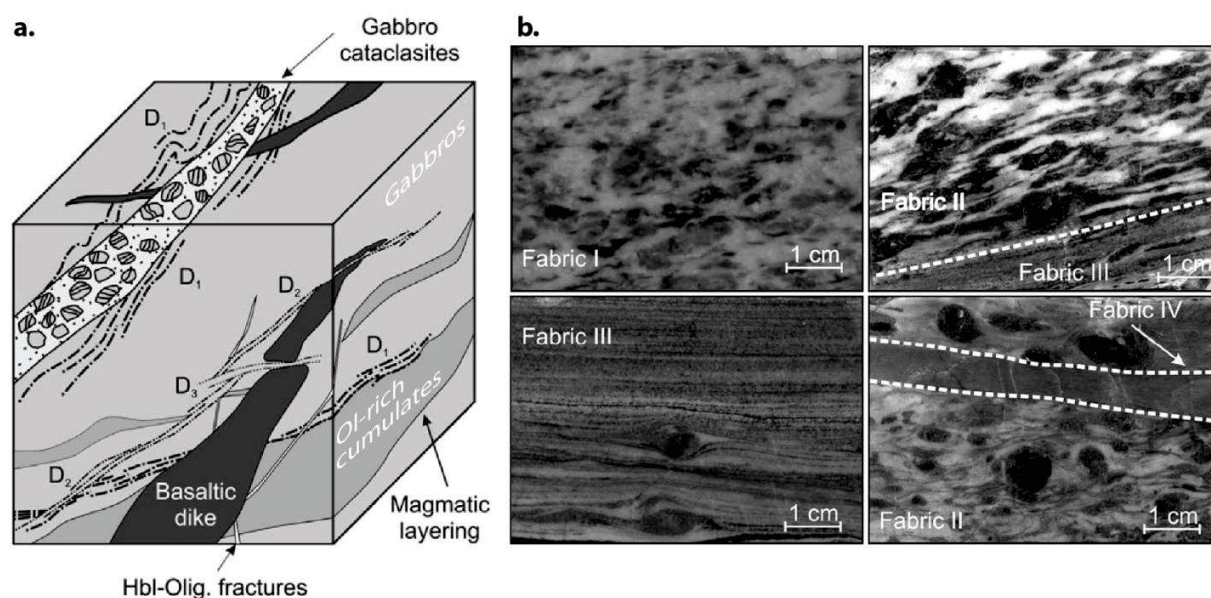 a.
Gabbro
cataclasites
D1
Gabbros
D1
D2
D1
D3
Ol-rich
cumulates
D2
Basaltic
dike
Magmatic
layering
Hbl-Olig. fractures
b.
Fabric I
1 cm
Fabric II
Fabric III
1 cm
Fabric III
1 cm
Fabric IV
Fabric II
1 cm